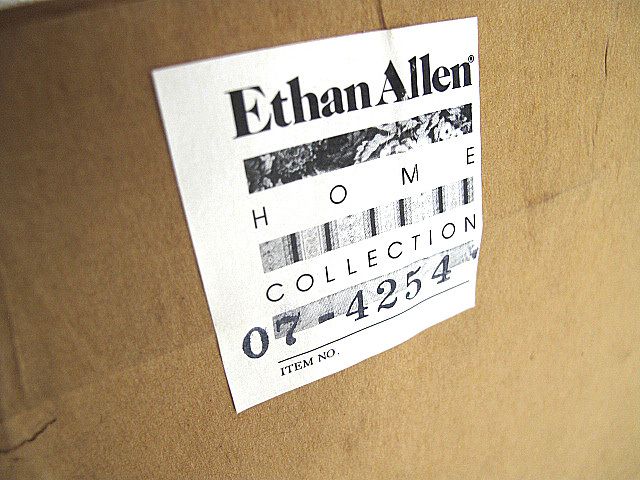 Ethan Allen®
HOME
COLLECTION
07-4254
ITEM NO.